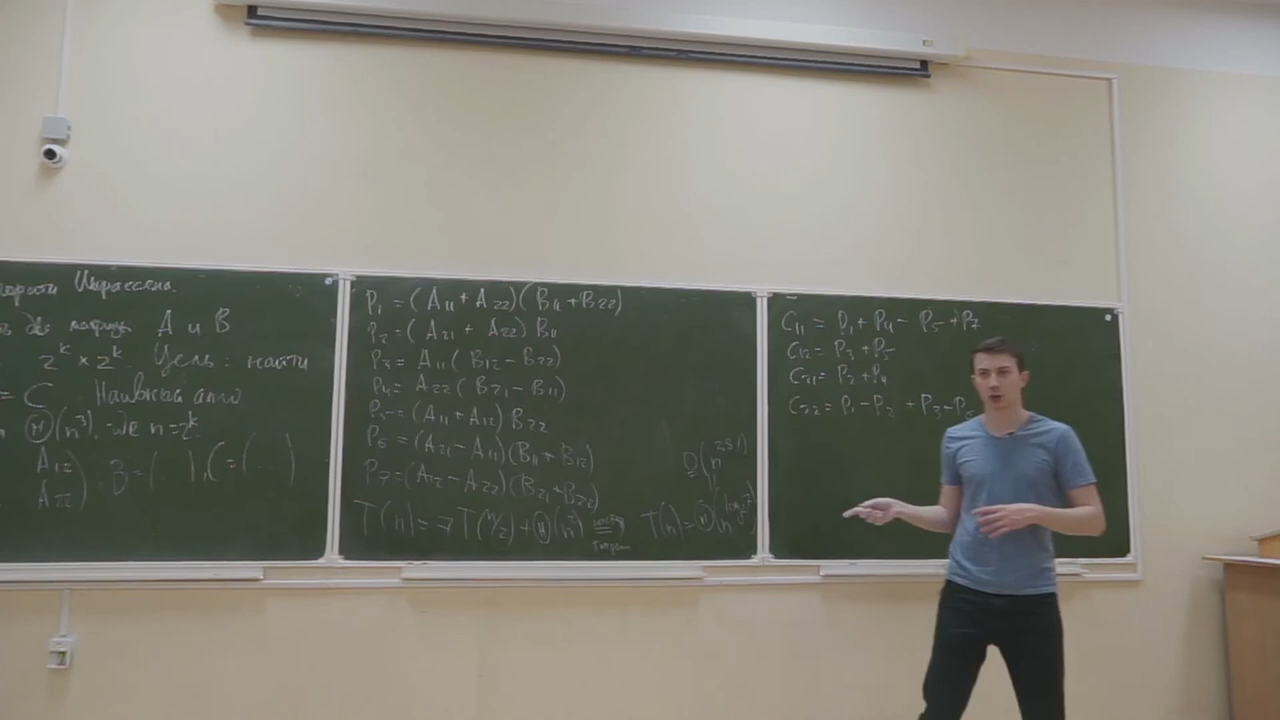 Штрассена
A и B
2^k × 2^k. Цель: найти
= C Наивный алго
Θ(n³), где n=2^k
A12
A22) B=( ), C=( ... )
P1 = (A11 + A22)(B11 + B22)
P2 = (A21 + A22) B11
P3 = A11 (B12 - B22)
P4 = A22 (B21 - B11)
P5 = (A11 + A12) B22
P6 = (A21 - A11)(B11 + B12)
P7 = (A12 - A22)(B21 + B22)
T(n) = 7T(n/2) + Θ(n²) = T(n) = Θ(n^log₂7)
O(n^2.81)
C11 = P1 + P4 - P5 + P7
C12 = P3 + P5
C21 = P2 + P4
C22 = P1 - P2 + P3 - P6